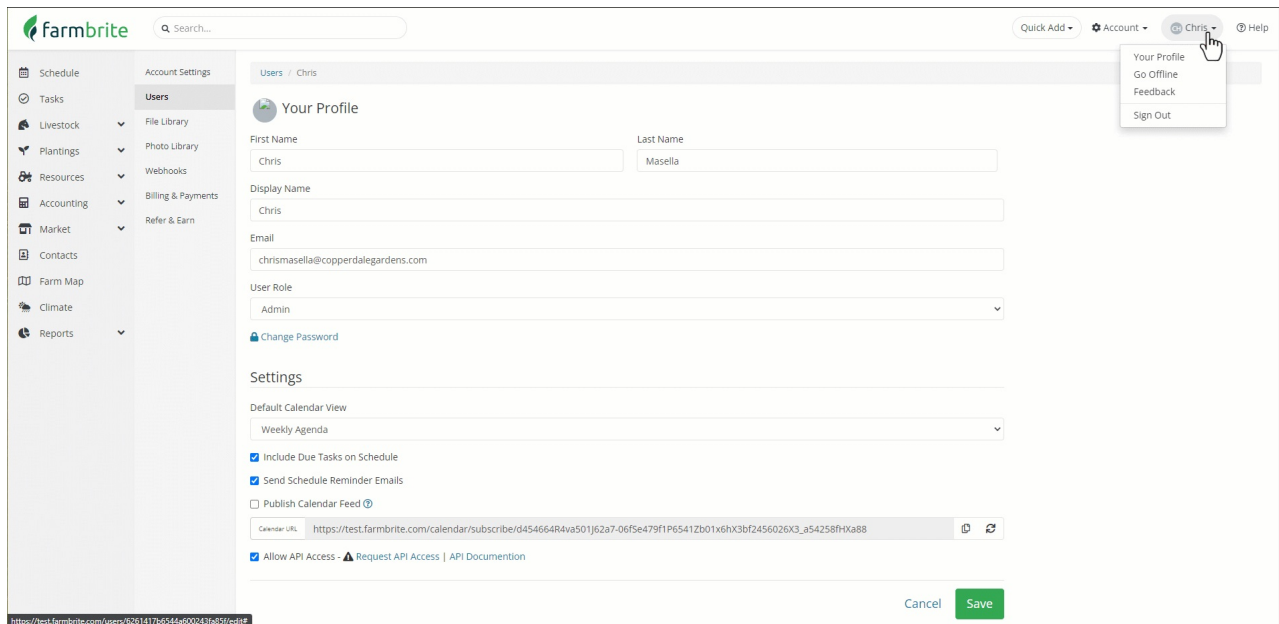 farmbrite
Search...
Quick Add
Account
CH Chris
Help
Your Profile
Go Offline
Feedback
Sign Out
Schedule
Tasks
Livestock
Plantings
Resources
Accounting
Market
Contacts
Farm Map
Climate
Reports
Account Settings
Users
File Library
Photo Library
Webhooks
Billing & Payments
Refer & Earn
Users / Chris
Your Profile
First Name
Last Name
Chris
Masella
Display Name
Chris
Email
chrismasella@copperdalegardens.com
User Role
Admin
Change Password
Settings
Default Calendar View
Weekly Agenda
Include Due Tasks on Schedule
Send Schedule Reminder Emails
Publish Calendar Feed
Calendar URL https://test.farmbrite.com/calendar/subscribe/d454664R4va501J62a7-06fSe479f1P6541Zb01x6hX3bf2456026X3_a54258fHXa88
Allow API Access - Request API Access | API Documention
Cancel
Save
https://test.farmbrite.com/users/6261417b6544a600243fa85f/edit#